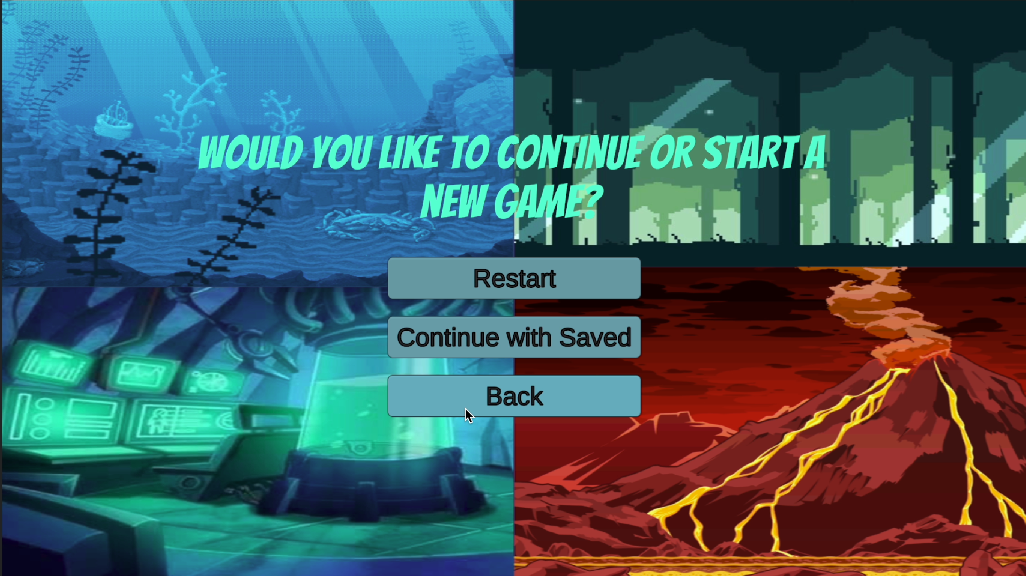 WOULD YOU LIKE TO CONTINUE OR START A
NEW GAME?
Restart
Continue with Saved
Back